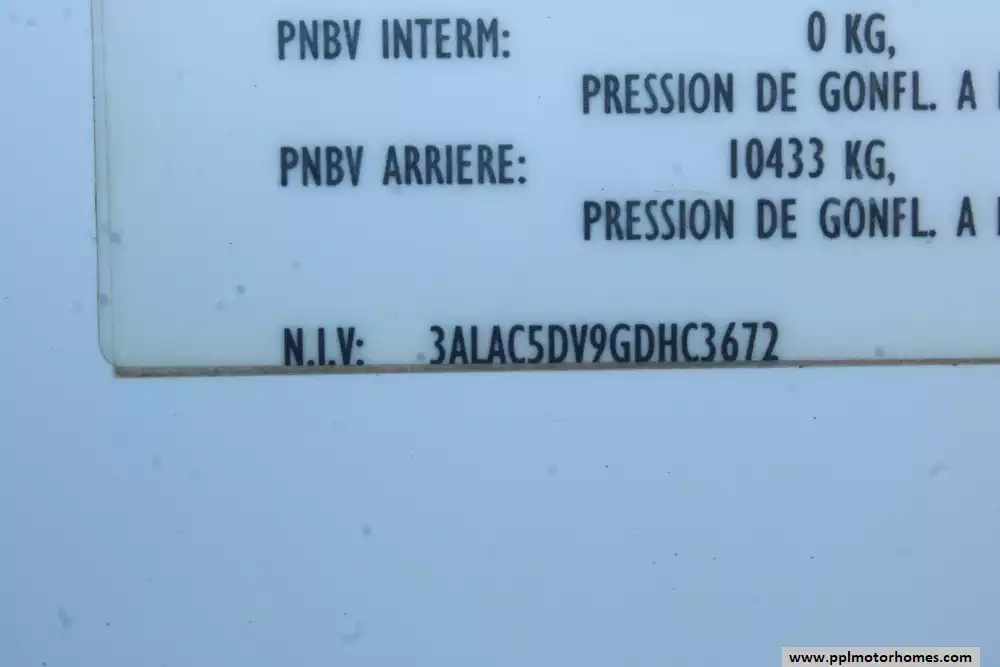 PNBV INTERM: 0 KG,
PRESSION DE GONFL. A
PNBV ARRIERE: 10433 KG,
PRESSION DE GONFL. A
N.I.V: 3ALAC5DV9GDHC3672
www.pplmotorhomes.com